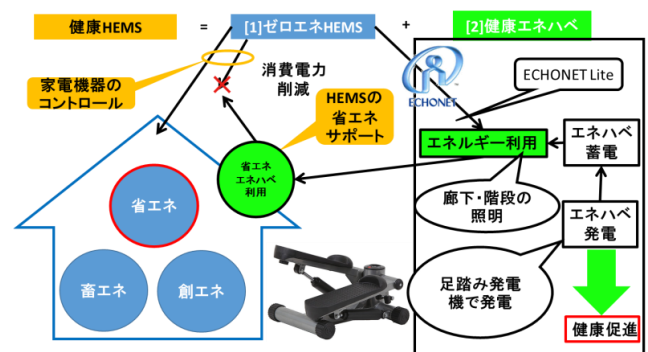 健康HEMS
=
[1]ゼロエネHEMS
+
[2]健康エネハベ
家電機器の
コントロール
消費電力
削減
HEMSの
省エネ
サポート
ECHONET
ECHONET Lite
エネルギー利用
エネハベ
蓄電
省エネ
エネハベ
利用
廊下・階段の
照明
エネハベ
発電
省エネ
畜エネ
創エネ
足踏み発電
機で発電
健康促進